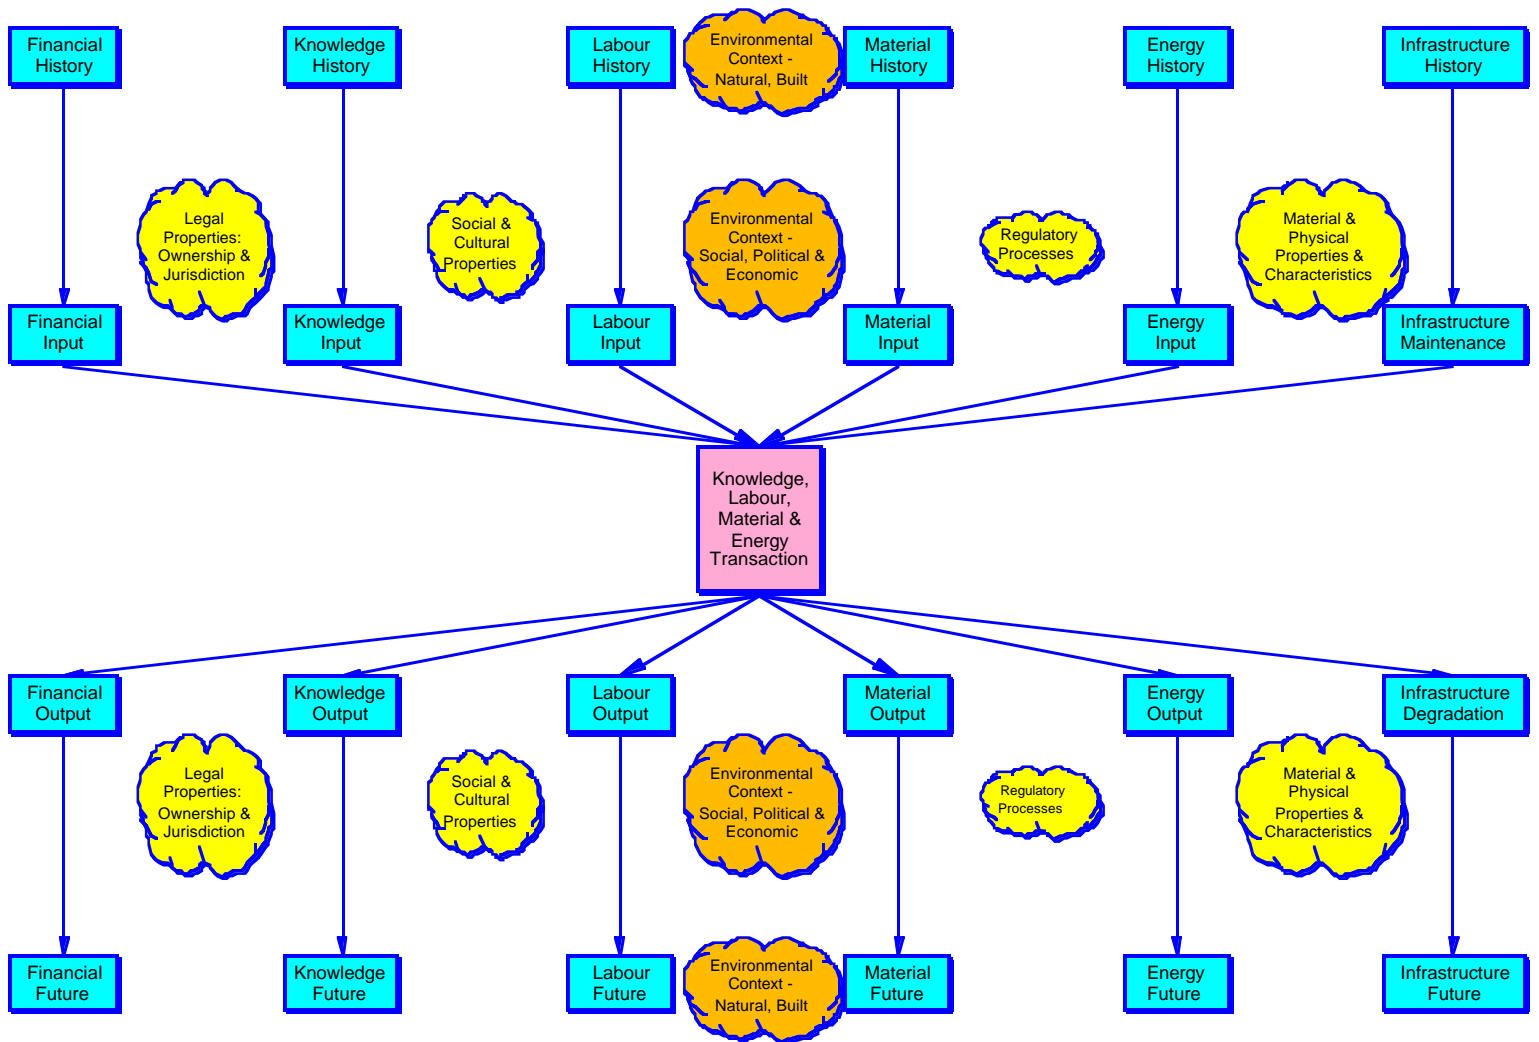 Financial
History
Knowledge
History
Labour
History
Environmental
Context -
Natural, Built
Material
History
Energy
History
Infrastructure
History
Legal
Properties:
Ownership &
Jurisdiction
Social &
Cultural
Properties
Environmental
Context -
Social, Political &
Economic
Regulatory
Processes
Material &
Physical
Properties &
Characteristics
Financial
Input
Knowledge
Input
Labour
Input
Material
Input
Energy
Input
Infrastructure
Maintenance
Knowledge,
Labour,
Material &
Energy
Transaction
Financial
Output
Knowledge
Output
Labour
Output
Material
Output
Energy
Output
Infrastructure
Degradation
Legal
Properties:
Ownership &
Jurisdiction
Social &
Cultural
Properties
Environmental
Context -
Social, Political &
Economic
Regulatory
Processes
Material &
Physical
Properties &
Characteristics
Financial
Future
Knowledge
Future
Labour
Future
Environmental
Context -
Natural, Built
Material
Future
Energy
Future
Infrastructure
Future